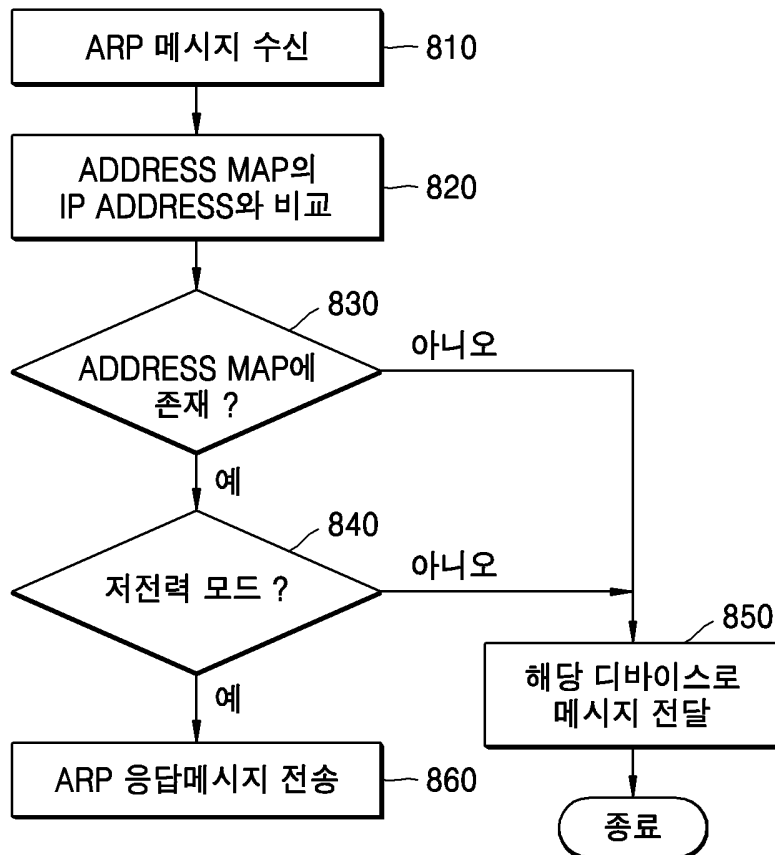 ARP 메시지 수신
810
ADDRESS MAP의
IP ADDRESS와 비교
820
830
ADDRESS MAP에
존재 ?
아니오
예
840
저전력 모드 ?
아니오
예
850
해당 디바이스로
메시지 전달
ARP 응답메시지 전송
860
종료